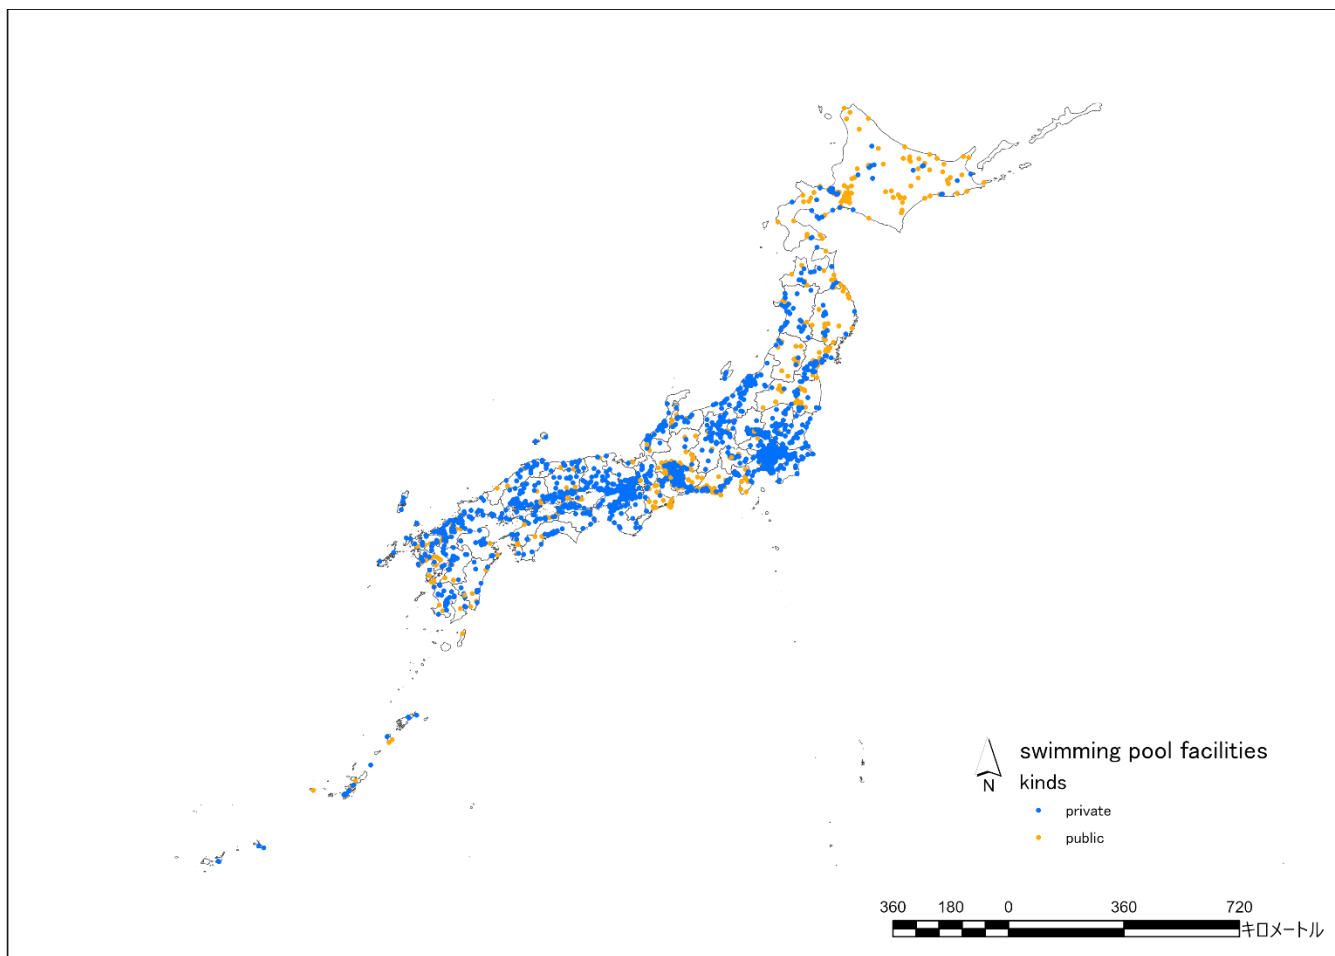 swimming pool facilities
N
kinds
private
public
360 180 0 360 720
キロメートル